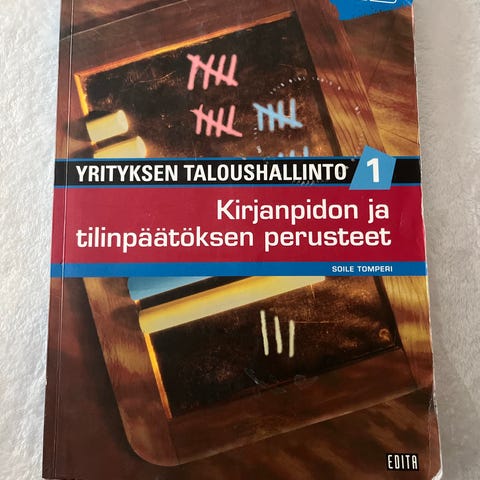 YRITYKSEN TALOUSHALLINTO 1
Kirjanpidon ja
tilinpäätöksen perusteet
SOILE TOMPERI
EDITA